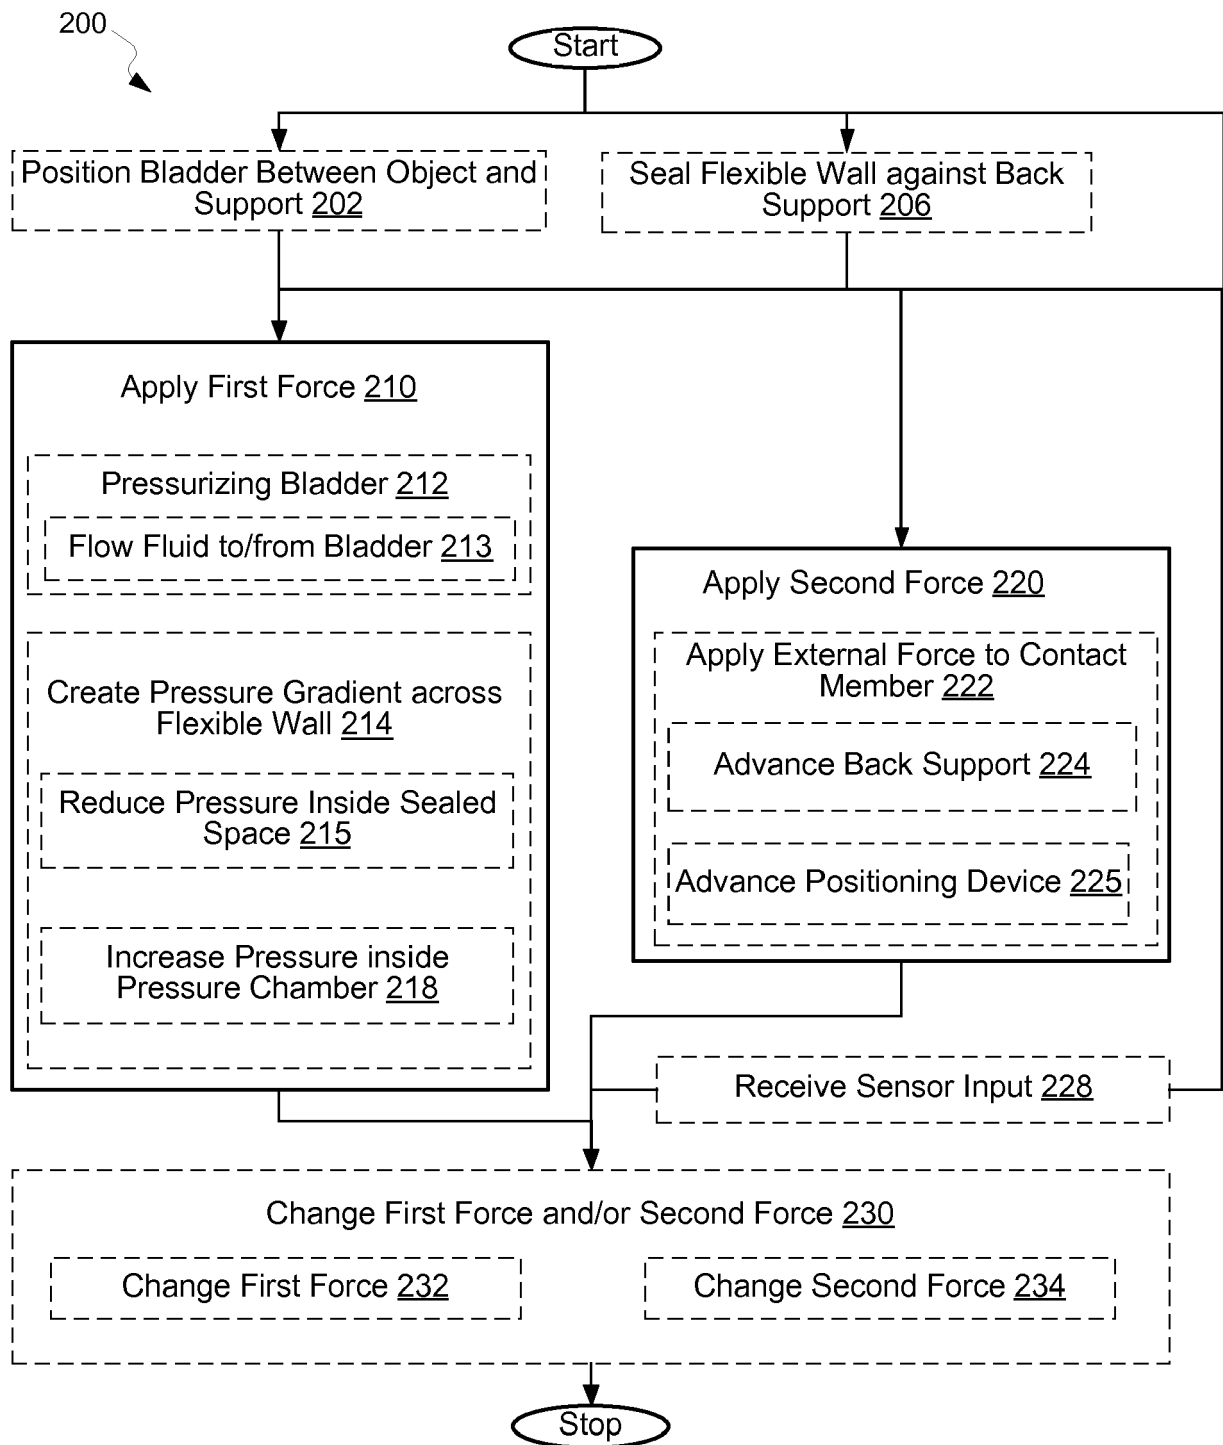 200
Start
Position Bladder Between Object and
Support 202
Seal Flexible Wall against Back
Support 206
Apply First Force 210
Pressurizing Bladder 212
Flow Fluid to/from Bladder 213
Create Pressure Gradient across
Flexible Wall 214
Reduce Pressure Inside Sealed
Space 215
Increase Pressure inside
Pressure Chamber 218
Apply Second Force 220
Apply External Force to Contact
Member 222
Advance Back Support 224
Advance Positioning Device 225
Receive Sensor Input 228
Change First Force and/or Second Force 230
Change First Force 232
Change Second Force 234
Stop